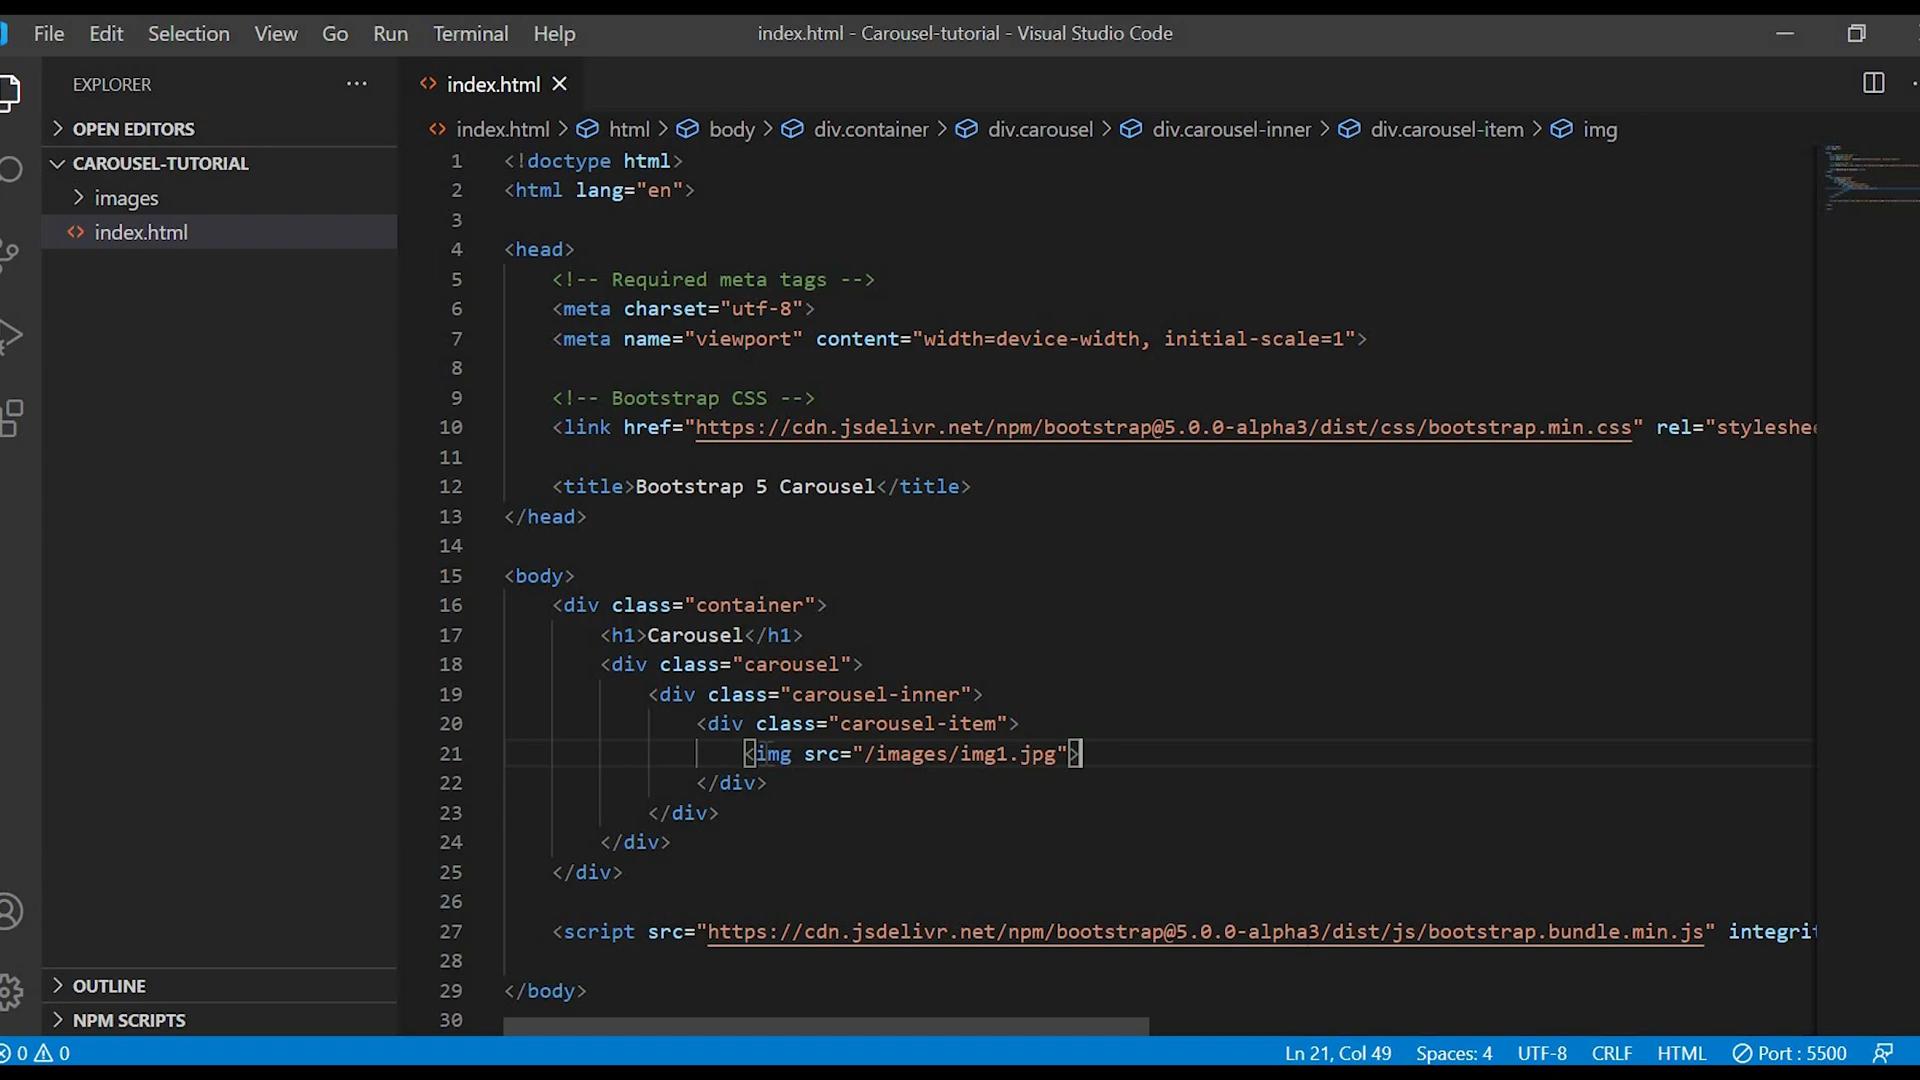 File Edit Selection View Go Run Terminal Help
index.html - Carousel-tutorial - Visual Studio Code
EXPLORER
OPEN EDITORS
CAROUSEL-TUTORIAL
images
index.html
OUTLINE
NPM SCRIPTS
index.html
index.html > html > body > div.container > div.carousel > div.carousel-inner > div.carousel-item > img
1 <!doctype html>
2 <html lang="en">
3
4 <head>
5 <!-- Required meta tags -->
6 <meta charset="utf-8">
7 <meta name="viewport" content="width=device-width, initial-scale=1">
8
9 <!-- Bootstrap CSS -->
10 <link href="https://cdn.jsdelivr.net/npm/bootstrap@5.0.0-alpha3/dist/css/bootstrap.min.css" rel="styleshe
11
12 <title>Bootstrap 5 Carousel</title>
13 </head>
14
15 <body>
16 <div class="container">
17 <h1>Carousel</h1>
18 <div class="carousel">
19 <div class="carousel-inner">
20 <div class="carousel-item">
21 <img src="/images/img1.jpg">
22 </div>
23 </div>
24 </div>
25 </div>
26
27 <script src="https://cdn.jsdelivr.net/npm/bootstrap@5.0.0-alpha3/dist/js/bootstrap.bundle.min.js" integrit
28
29 </body>
30
0 0 Ln 21, Col 49 Spaces: 4 UTF-8 CRLF HTML Port : 5500